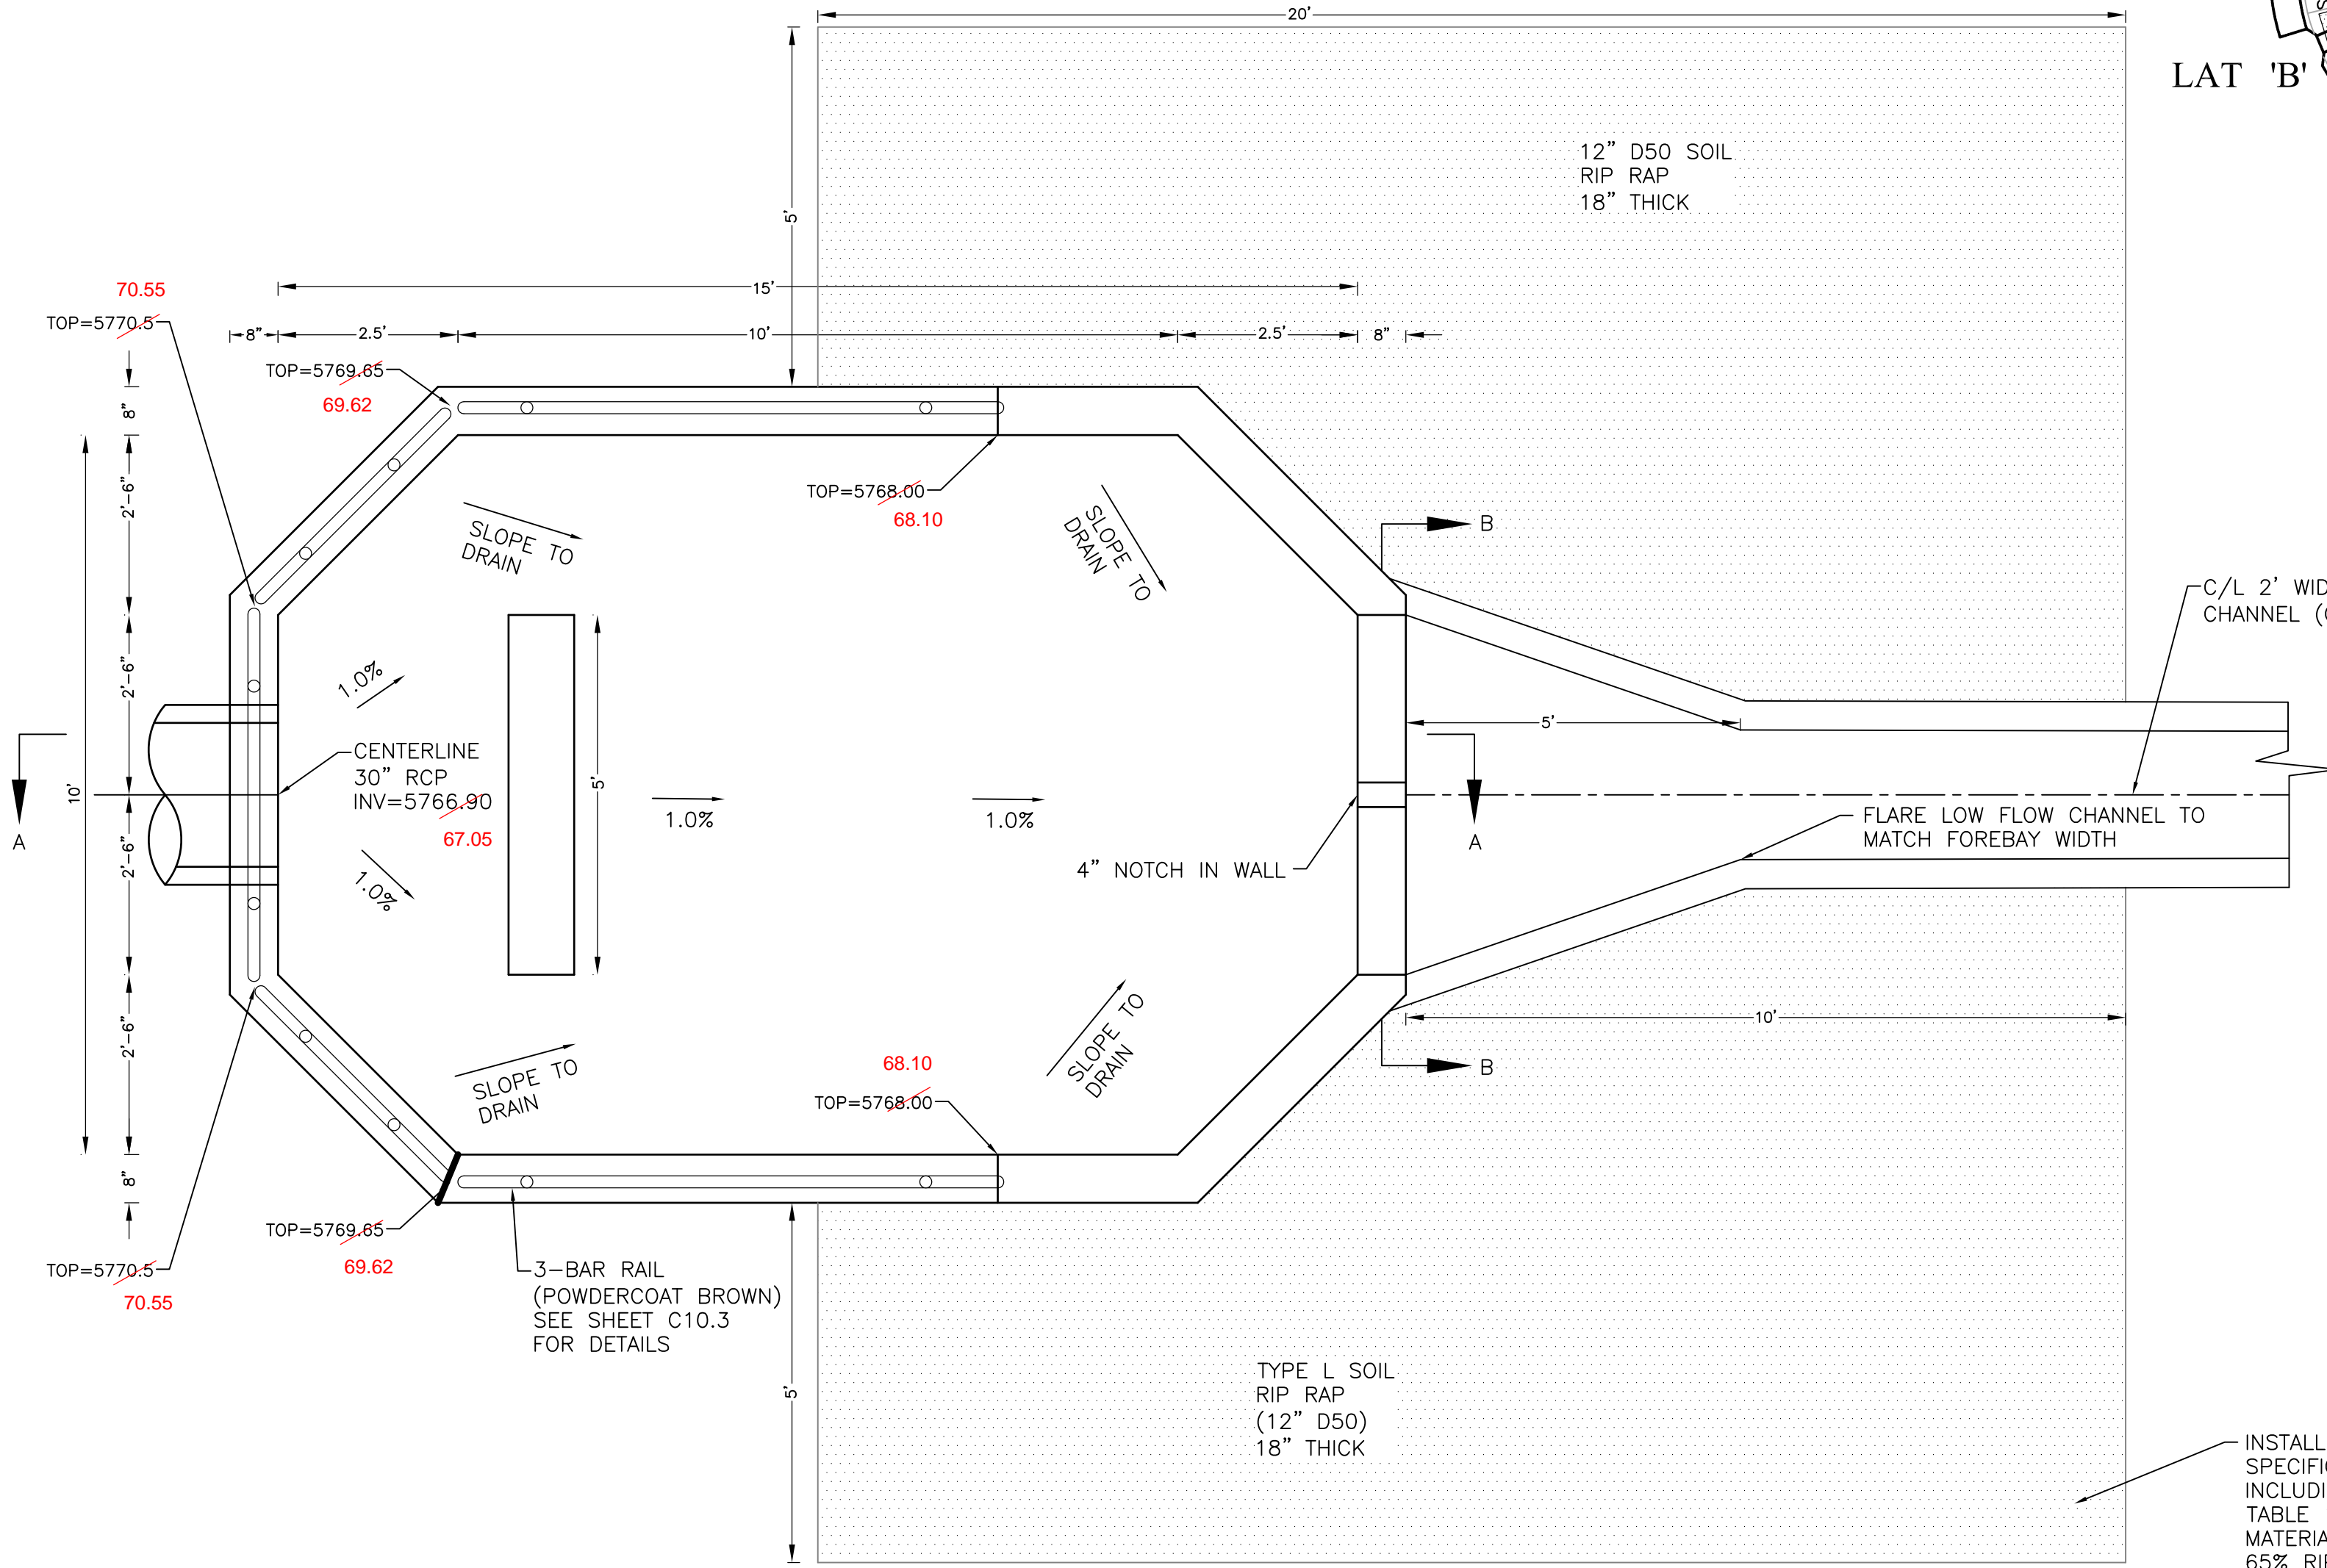 20'
LAT 'B'
12” D50 SOIL
RIP RAP
18” THICK
5'
15'
70.55
TOP=5770.5
8”
2.5'
10'
2.5'
8”
TOP=5769.65
69.62
8”
2'-6”
TOP=5768.00
68.10
SLOPE TO
DRAIN
SLOPE TO
DRAIN
B
C/L 2' 
CHANNEL
2'-6”
1.0%
5'
CENTERLINE
30” RCP
INV=5766.90
67.05
10'
5'
1.0%
1.0%
A
A
FLARE LOW FLOW CHANNEL TO
MATCH FOREBAY WIDTH
4” NOTCH IN WALL
2'-6”
1.0%
2'-6”
10'
SLOPE TO
DRAIN
SLOPE TO
DRAIN
B
68.10
TOP=5768.00
8”
TOP=5769.65
69.62
TOP=5770.5
70.55
3-BAR RAIL
(POWDERCOAT BROWN)
SEE SHEET C10.3
FOR DETAILS
5'
TYPE L SOIL
RIP RAP
(12” D50)
18” THICK
INSTALL
TABLE
65%